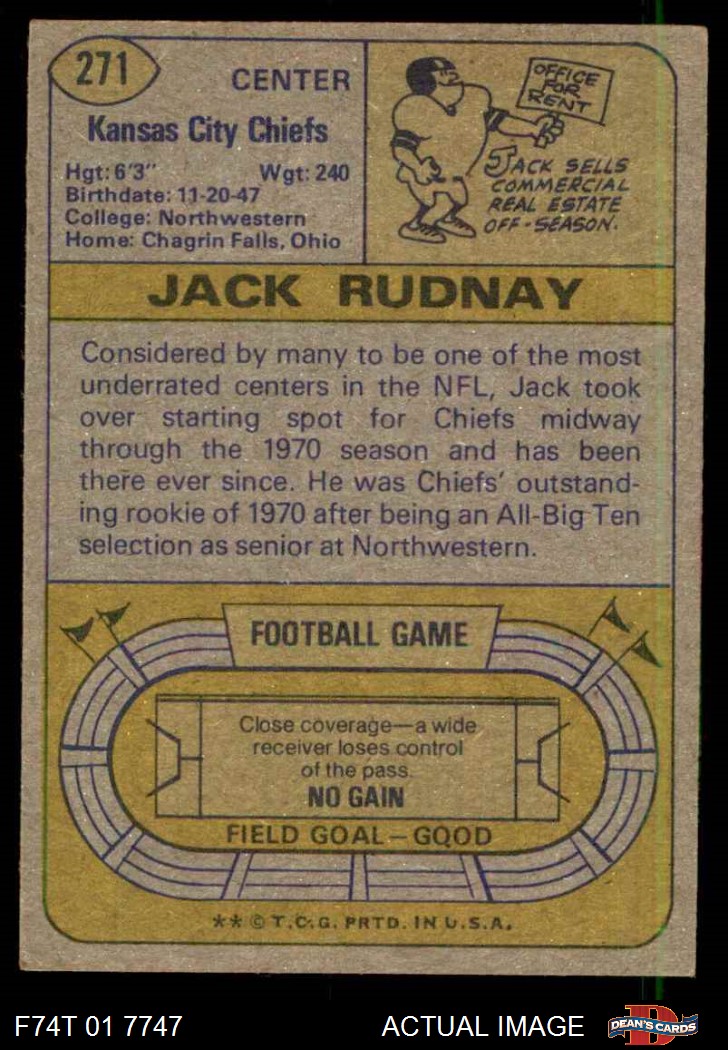 271
CENTER
Kansas City Chiefs
Hgt: 6'3" Wgt: 240
Birthdate: 11-20-47
College: Northwestern
Home: Chagrin Falls, Ohio
OFFICE
FOR
RENT
JACK SELLS
COMMERCIAL
REAL ESTATE
OFF-SEASON.
JACK RUDNAY
Considered by many to be one of the most
underrated centers in the NFL, Jack took
over starting spot for Chiefs midway
through the 1970 season and has been
there ever since. He was Chiefs' outstand-
ing rookie of 1970 after being an All-Big Ten
selection as senior at Northwestern.
FOOTBALL GAME
Close coverage—a wide
receiver loses control
of the pass.
NO GAIN
FIELD GOAL—GOOD
** © T.C.G. PRTD. IN U.S.A.
F74T 01 7747
ACTUAL IMAGE
D
DEAN'S CARDS